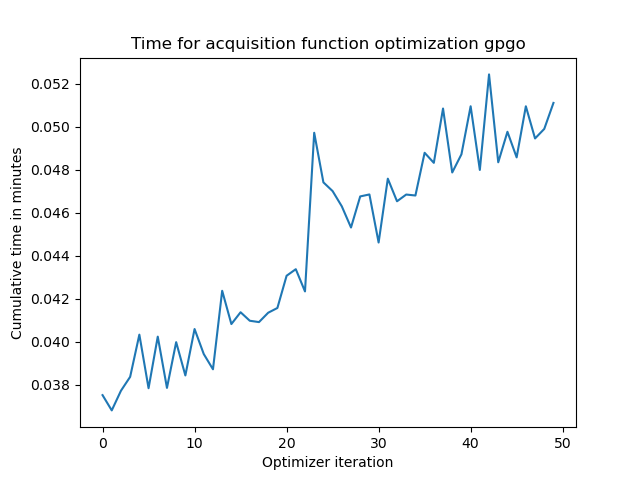 Time for acquisition function optimization gpgo
0.052
0.050
0.048
0.046
0.044
0.042
0.040
0.038
Cumulative time in minutes
0 10 20 30 40 50
Optimizer iteration